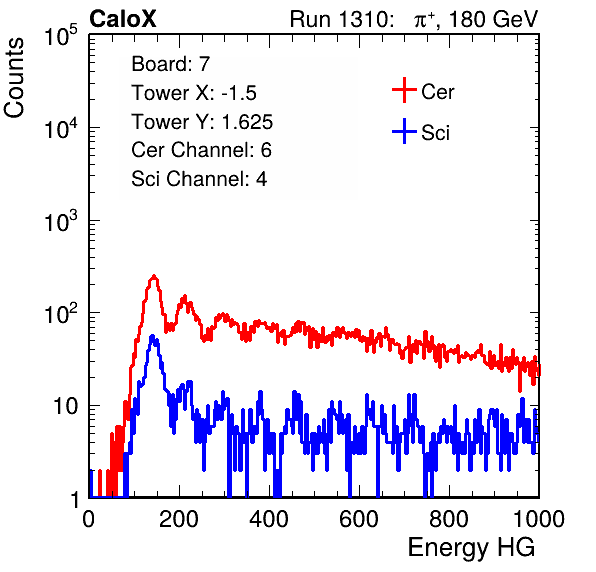 CaloX Run 1310: π⁺, 180 GeV
Counts
10⁵
10⁴
10³
10²
10
1
Board: 7
Tower X: -1.5
Tower Y: 1.625
Cer Channel: 6
Sci Channel: 4
Cer
Sci
0 200 400 600 800 1000
Energy HG